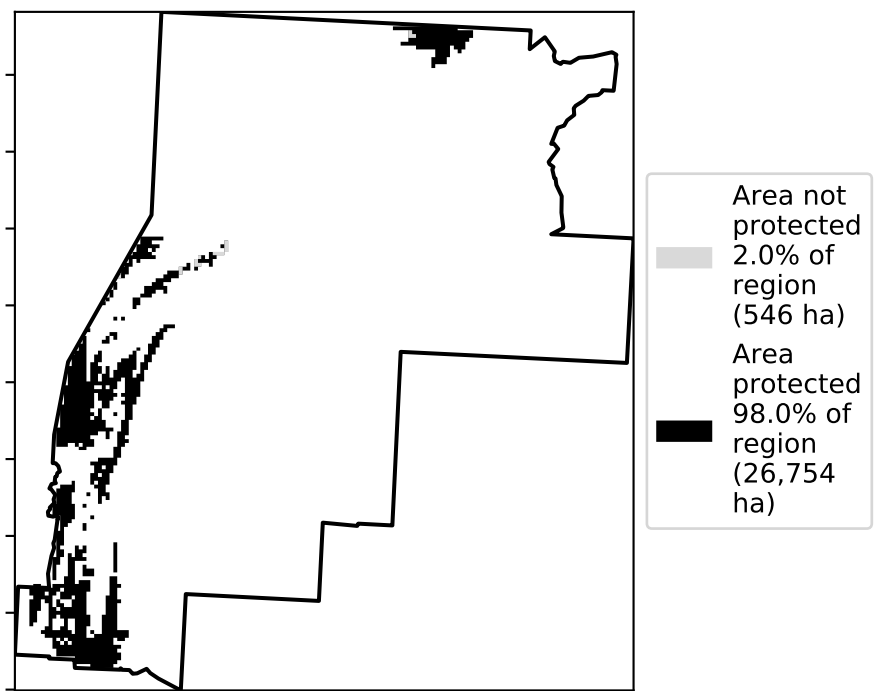 Area not
protected
2.0% of
region
(546 ha)
Area
protected
98.0% of
region
(26,754
ha)